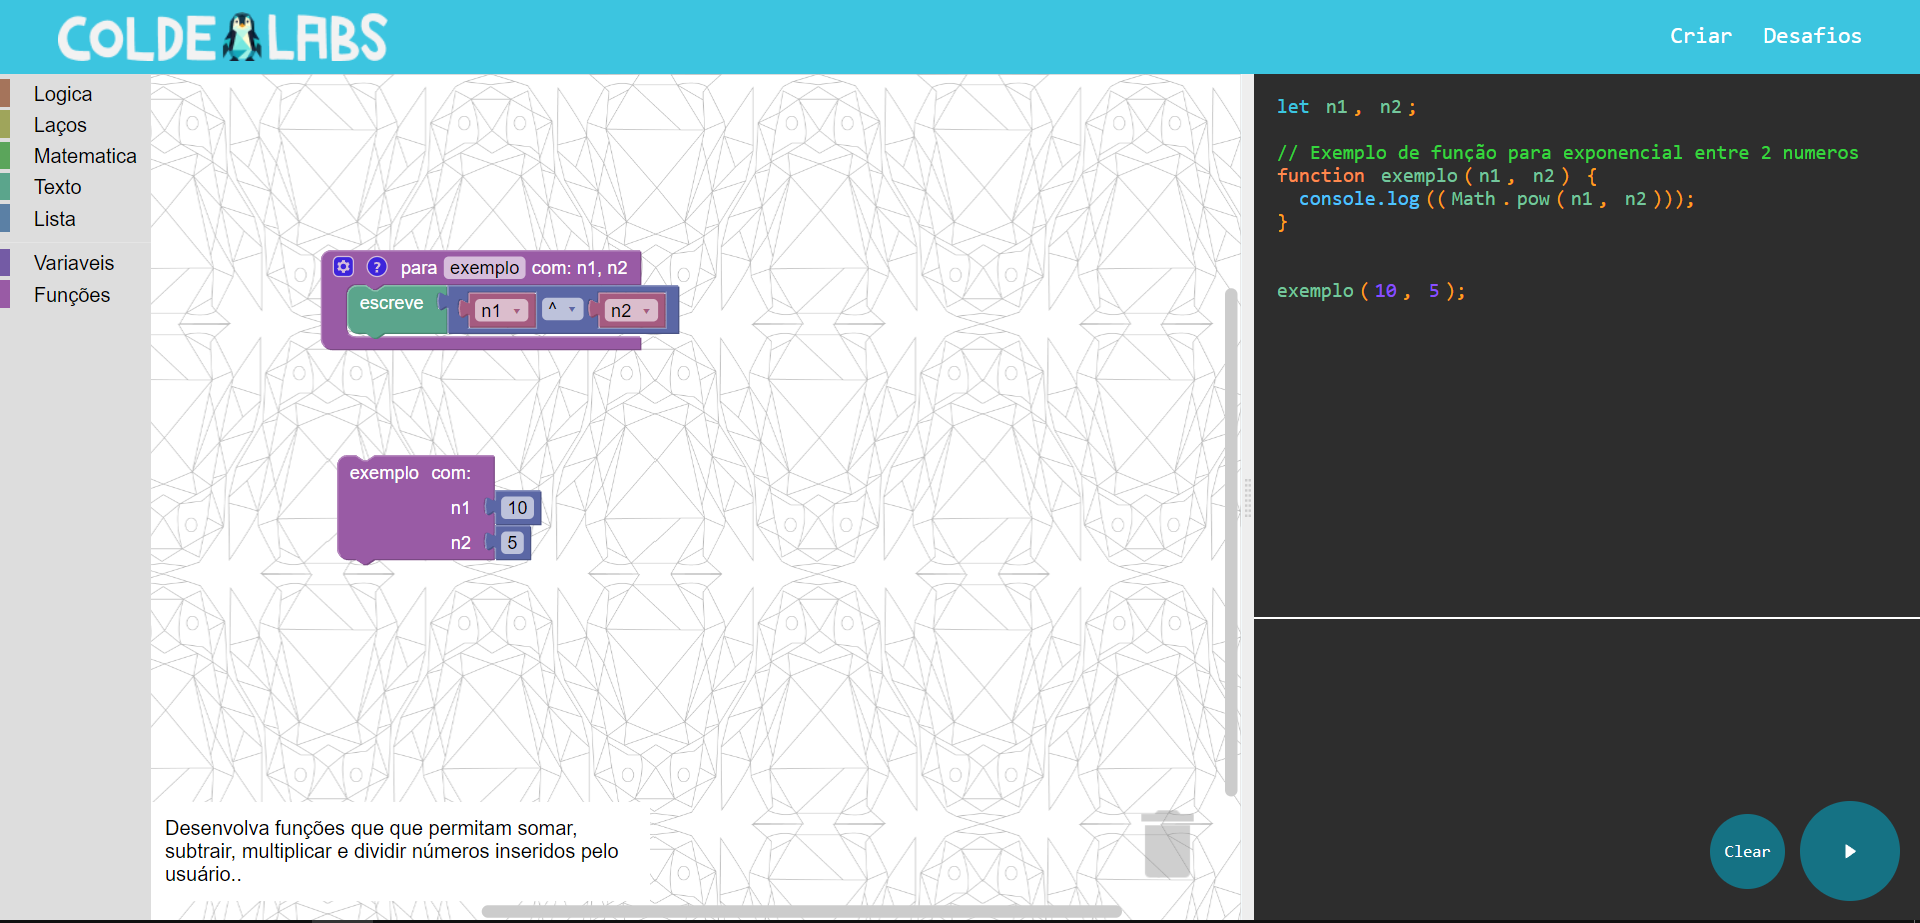 COLDE LABS
Criar Desafios
Logica
Laços
Matematica
Texto
Lista
Variaveis
Funções
? para exemplo com: n1, n2
escreve n1 ^ n2
exemplo com:
n1 10
n2 5
Desenvolva funções que que permitam somar,
subtrair, multiplicar e dividir números inseridos pelo
usuário..
let n1, n2;
// Exemplo de função para exponencial entre 2 numeros
function exemplo(n1, n2) {
console.log((Math.pow(n1, n2)));
}
exemplo(10, 5);
Clear